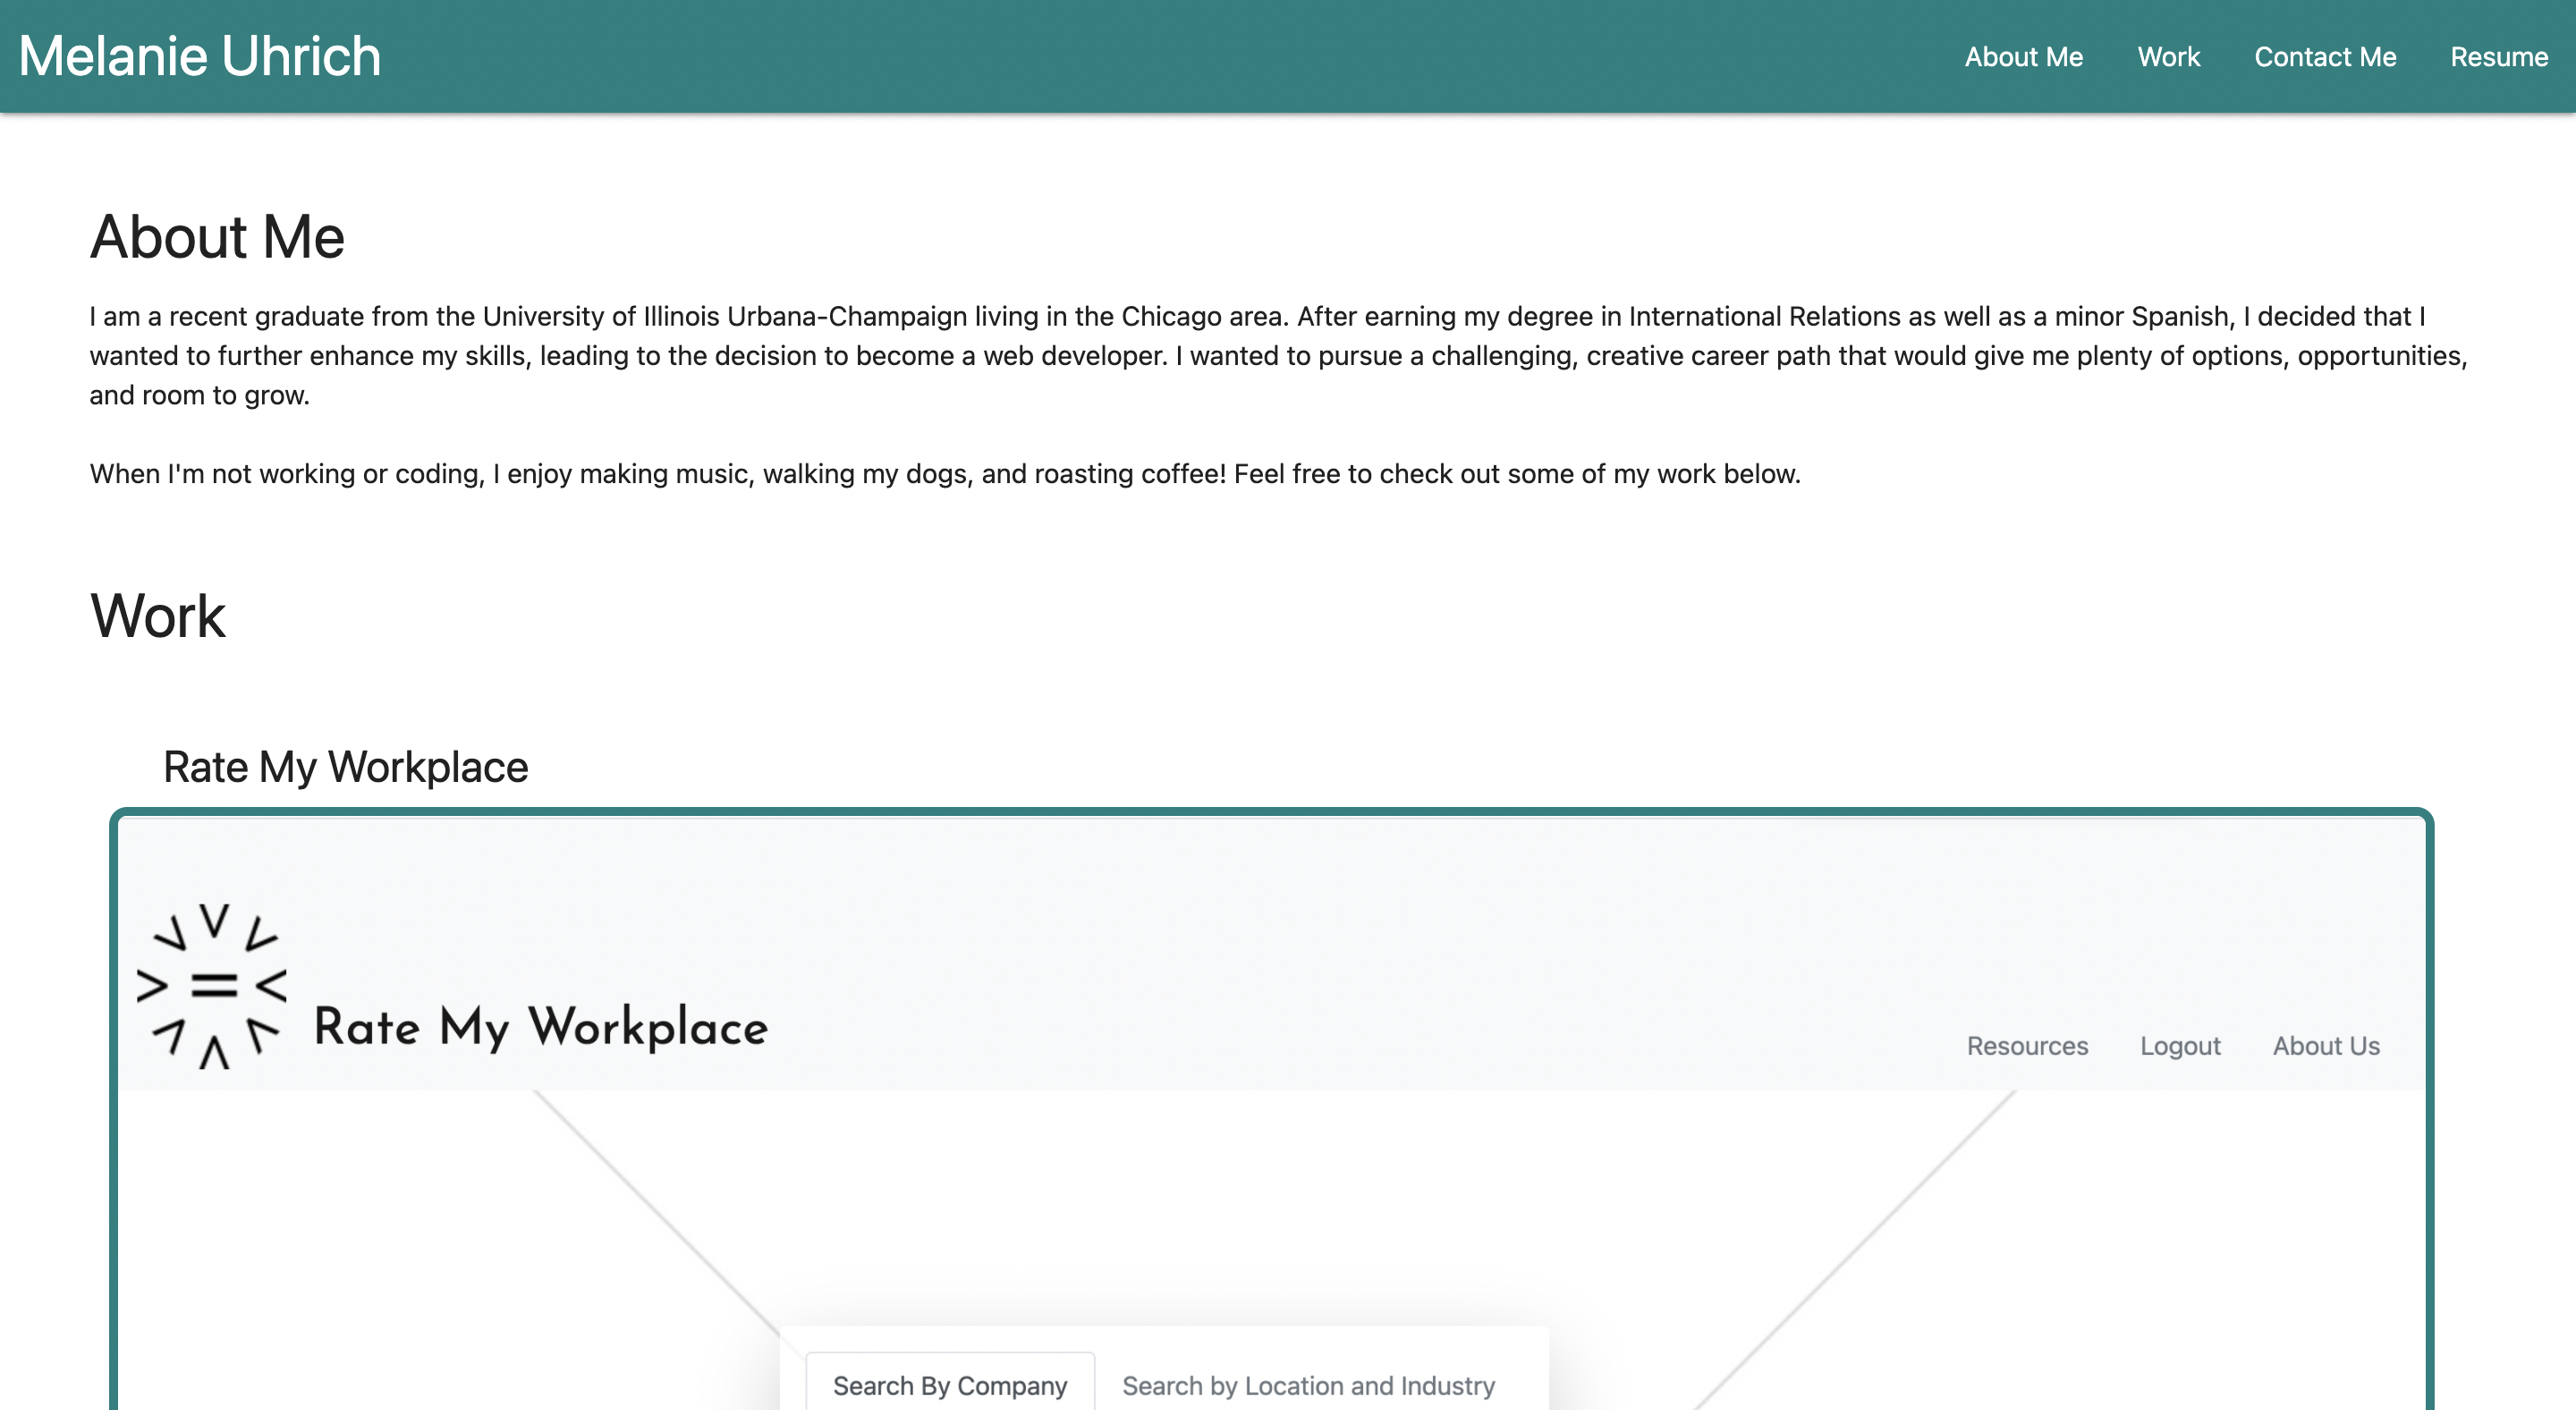 Melanie Uhrich
About Me Work Contact Me Resume
About Me
I am a recent graduate from the University of Illinois Urbana-Champaign living in the Chicago area. After earning my degree in International Relations as well as a minor Spanish, I decided that I
wanted to further enhance my skills, leading to the decision to become a web developer. I wanted to pursue a challenging, creative career path that would give me plenty of options, opportunities,
and room to grow.
When I'm not working or coding, I enjoy making music, walking my dogs, and roasting coffee! Feel free to check out some of my work below.
Work
Rate My Workplace
> = <
Rate My Workplace
Resources Logout About Us
Search By Company Search by Location and Industry